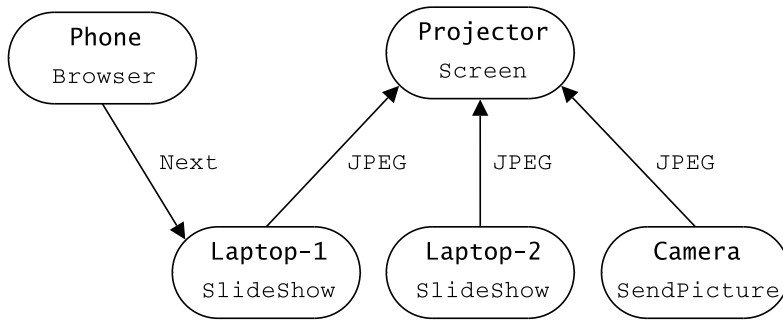 Phone
Browser
Projector
Screen
Next
JPEG
JPEG
JPEG
Laptop-1
SlideShow
Laptop-2
SlideShow
Camera
SendPicture